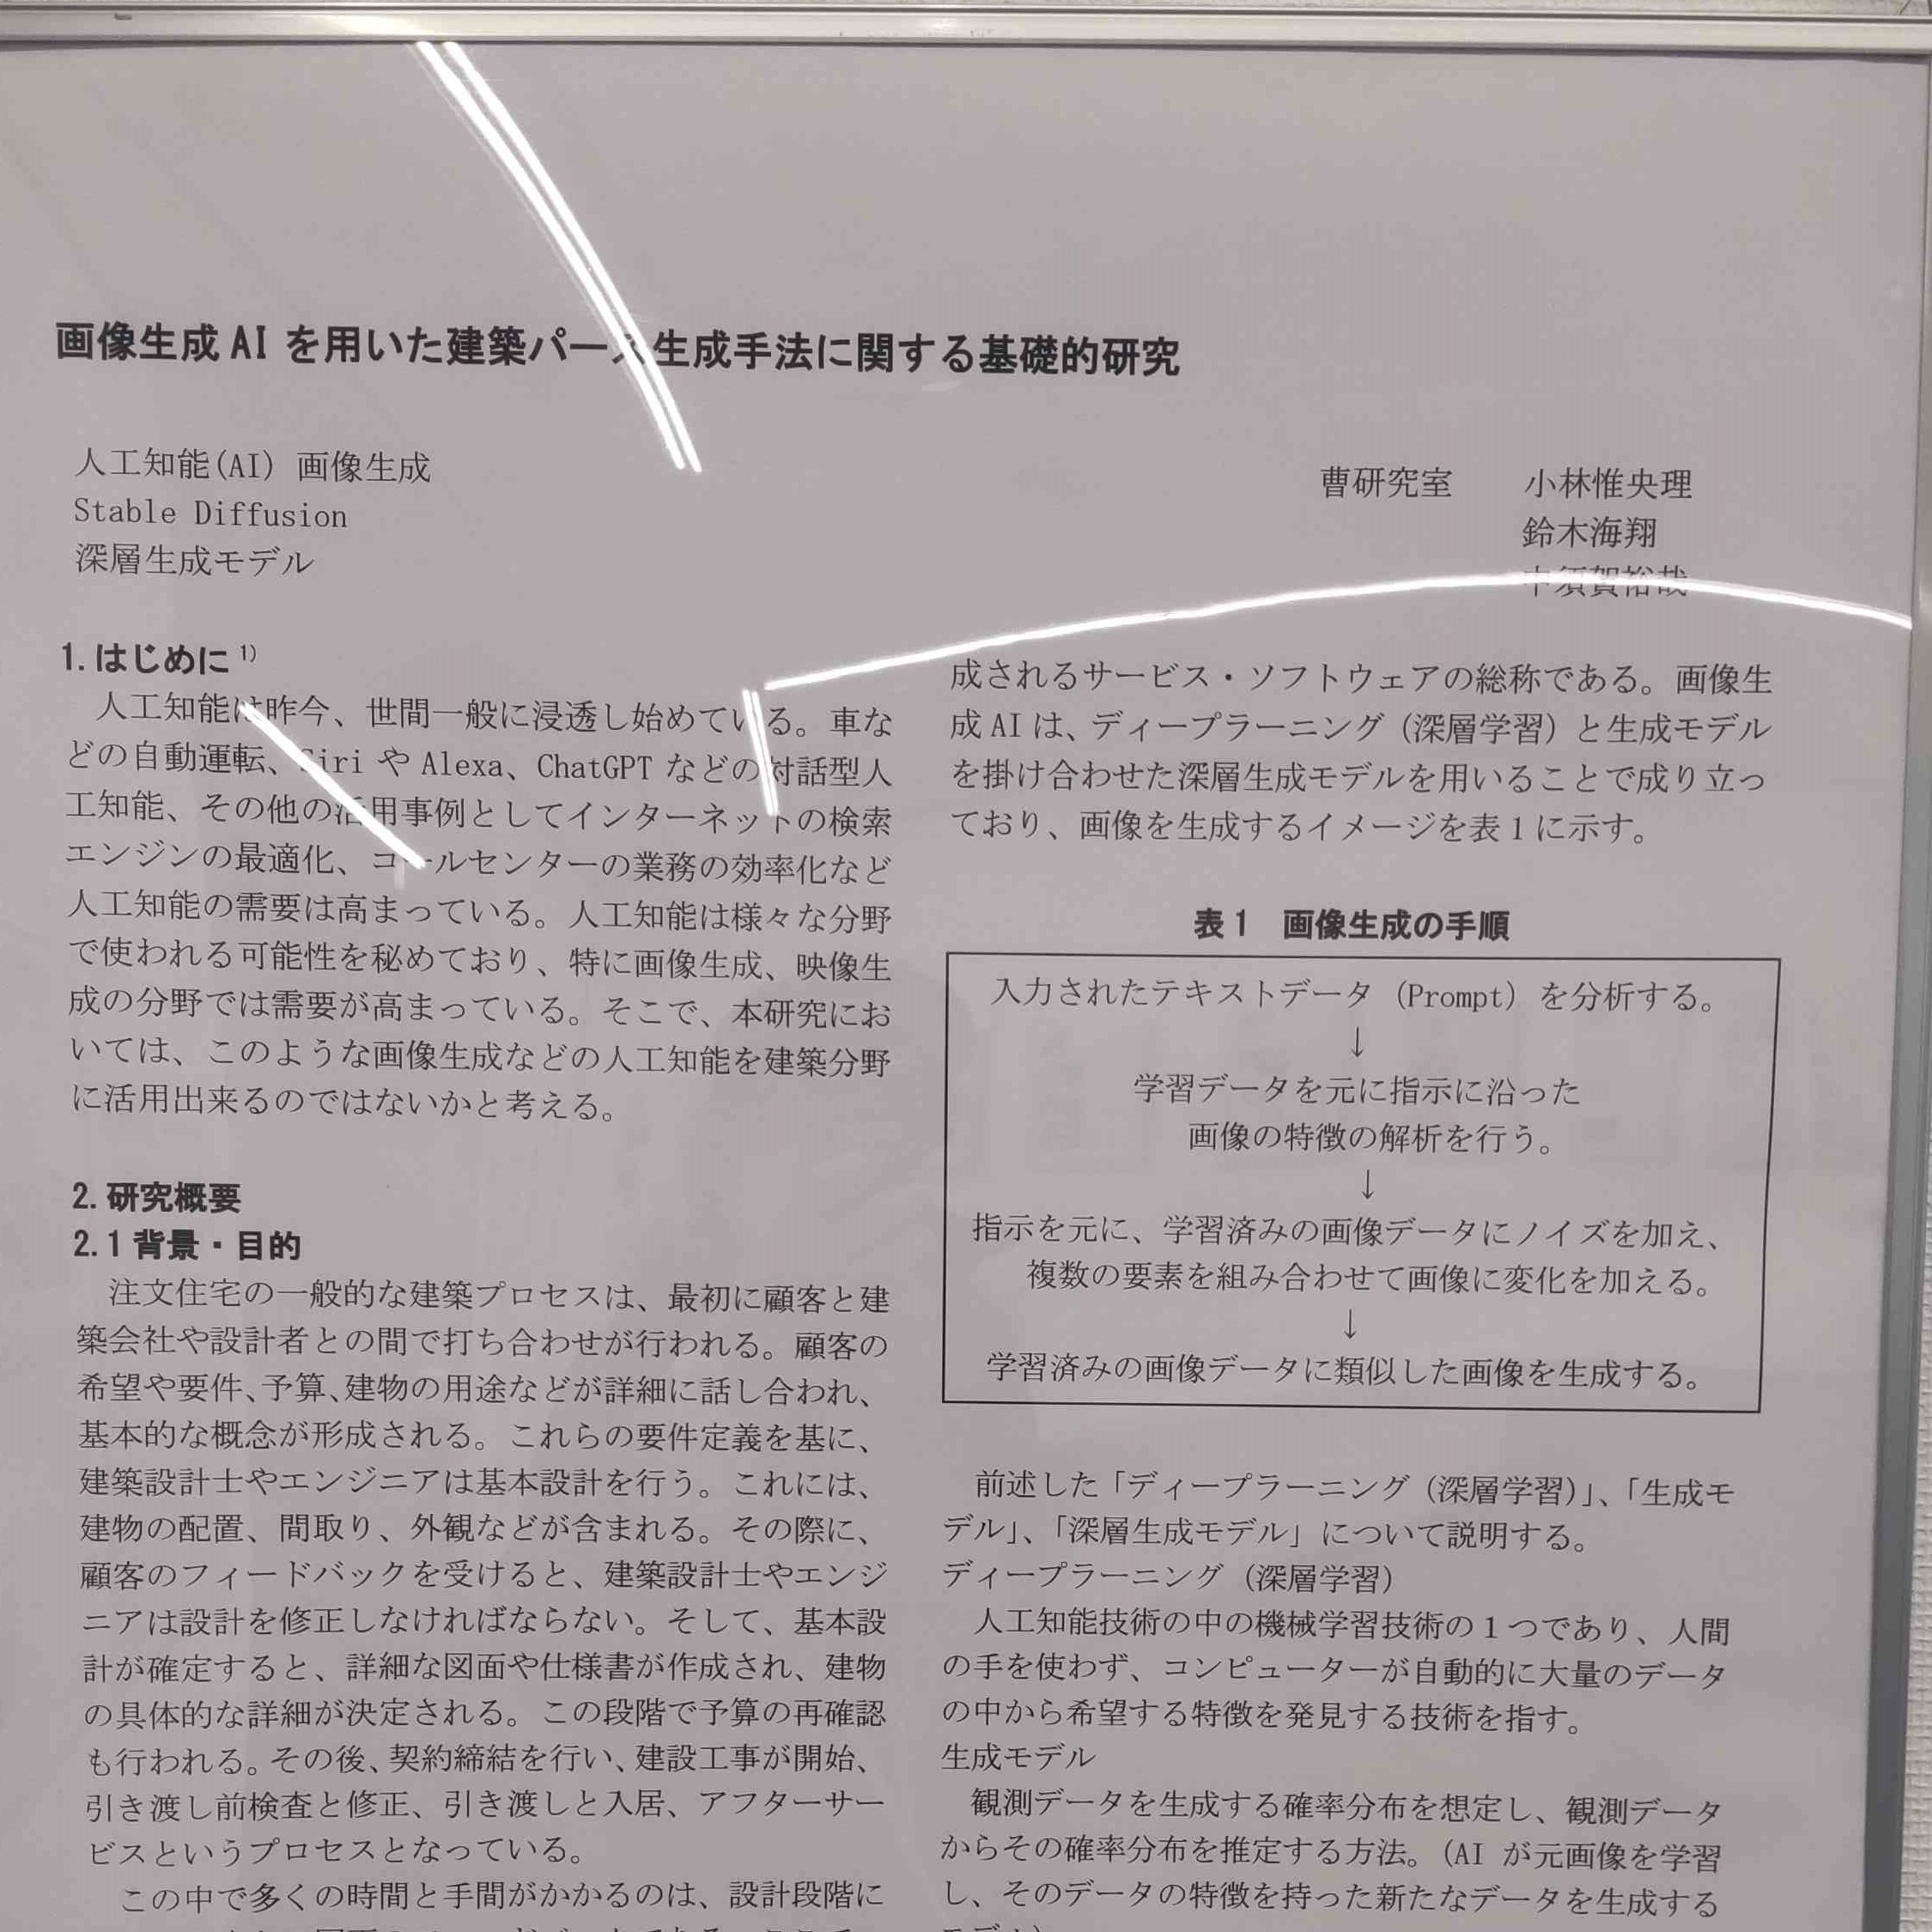 画像生成 AI を用いた建築パース生成手法に関する基礎的研究
人工知能(AI) 画像生成
Stable Diffusion
深層生成モデル
曹研究室 小林惟央理
鈴木海翔
中須賀裕哉
1.はじめに 1)
人工知能は昨今、世間一般に浸透し始めている。車な
どの自動運転、Siri や Alexa、ChatGPT などの対話型人
工知能、その他の活用事例としてインターネットの検索
エンジンの最適化、コールセンターの業務の効率化など
人工知能の需要は高まっている。人工知能は様々な分野
で使われる可能性を秘めており、特に画像生成、映像生
成の分野では需要が高まっている。そこで、本研究にお
いては、このような画像生成などの人工知能を建築分野
に活用出来るのではないかと考える。
2.研究概要
2.1 背景・目的
注文住宅の一般的な建築プロセスは、最初に顧客と建
築会社や設計者との間で打ち合わせが行われる。顧客の
希望や要件、予算、建物の用途などが詳細に話し合われ、
基本的な概念が形成される。これらの要件定義を基に、
建築設計士やエンジニアは基本設計を行う。これには、
建物の配置、間取り、外観などが含まれる。その際に、
顧客のフィードバックを受けると、建築設計士やエンジ
ニアは設計を修正しなければならない。そして、基本設
計が確定すると、詳細な図面や仕様書が作成され、建物
の具体的な詳細が決定される。この段階で予算の再確認
も行われる。その後、契約締結を行い、建設工事が開始、
引き渡し前検査と修正、引き渡しと入居、アフターサー
ビスというプロセスとなっている。
この中で多くの時間と手間がかかるのは、設計段階に
成されるサービス・ソフトウェアの総称である。画像生
成 AI は、ディープラーニング（深層学習）と生成モデル
を掛け合わせた深層生成モデルを用いることで成り立っ
ており、画像を生成するイメージを表１に示す。
表１ 画像生成の手順
入力されたテキストデータ（Prompt）を分析する。
↓
学習データを元に指示に沿った
画像の特徴の解析を行う。
↓
指示を元に、学習済みの画像データにノイズを加え、
複数の要素を組み合わせて画像に変化を加える。
↓
学習済みの画像データに類似した画像を生成する。
前述した「ディープラーニング（深層学習）」、「生成モ
デル」、「深層生成モデル」について説明する。
ディープラーニング（深層学習）
人工知能技術の中の機械学習技術の１つであり、人間
の手を使わず、コンピューターが自動的に大量のデータ
の中から希望する特徴を発見する技術を指す。
生成モデル
観測データを生成する確率分布を想定し、観測データ
からその確率分布を推定する方法。（AI が元画像を学習
し、そのデータの特徴を持った新たなデータを生成する